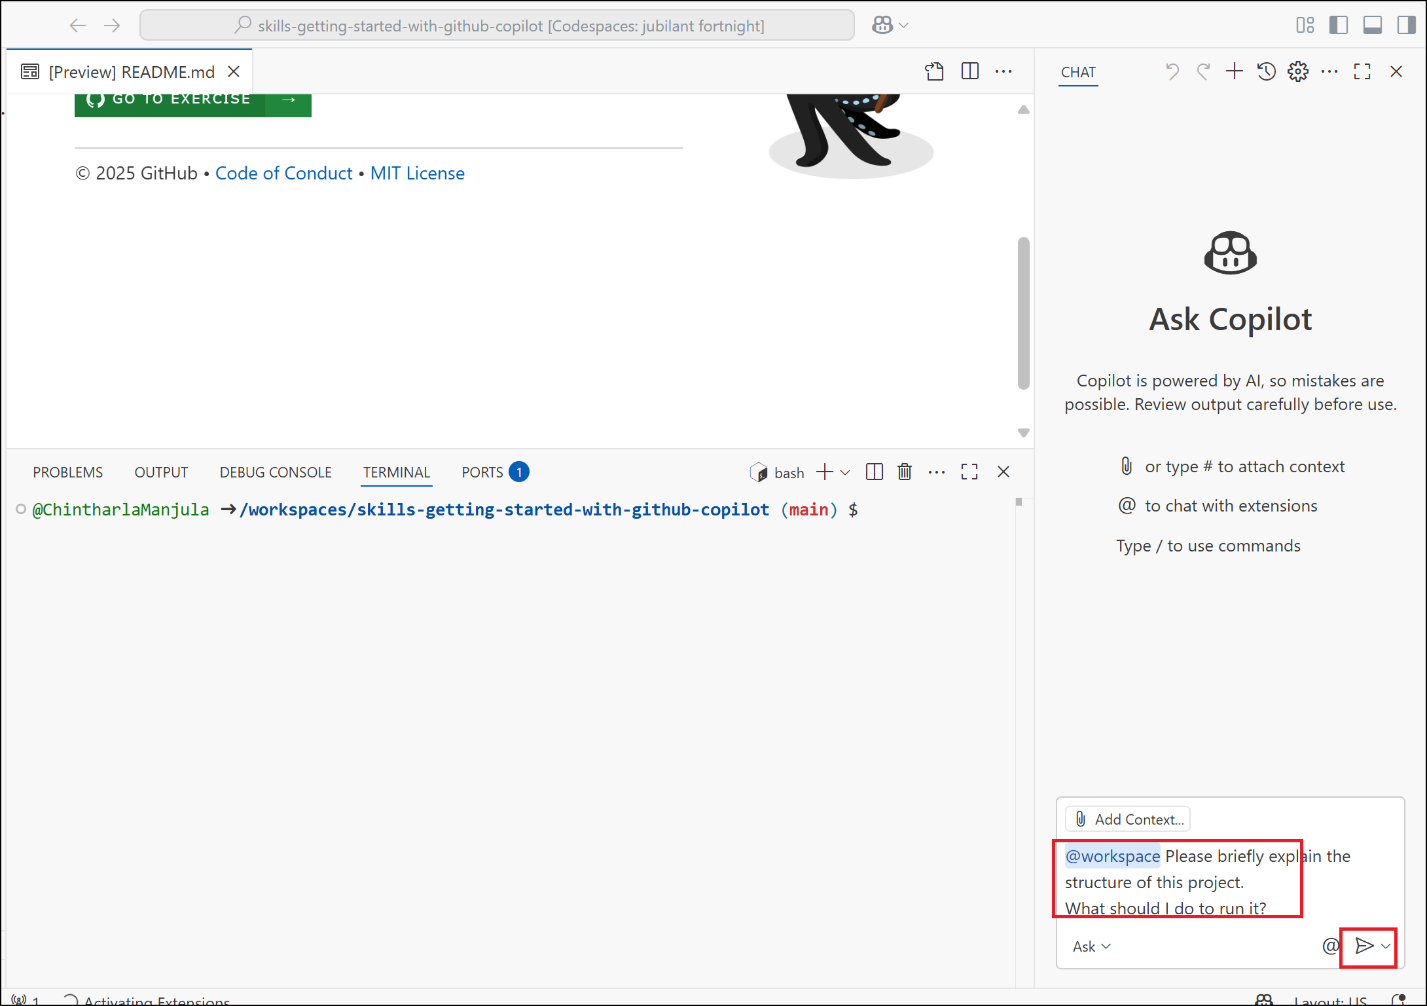 skills-getting-started-with-github-copilot [Codespaces: jubilant fortnight]
[Preview] README.md
GO TO EXERCISE →
© 2025 GitHub • Code of Conduct • MIT License
PROBLEMS OUTPUT DEBUG CONSOLE TERMINAL PORTS 1 bash
@ChintharlaManjula →/workspaces/skills-getting-started-with-github-copilot (main) $
CHAT
Ask Copilot
Copilot is powered by AI, so mistakes are
possible. Review output carefully before use.
or type # to attach context
@ to chat with extensions
Type / to use commands
Add Context...
@workspace Please briefly explain the
structure of this project.
What should I do to run it?
Ask @
1 Activating Extensions Layout: US